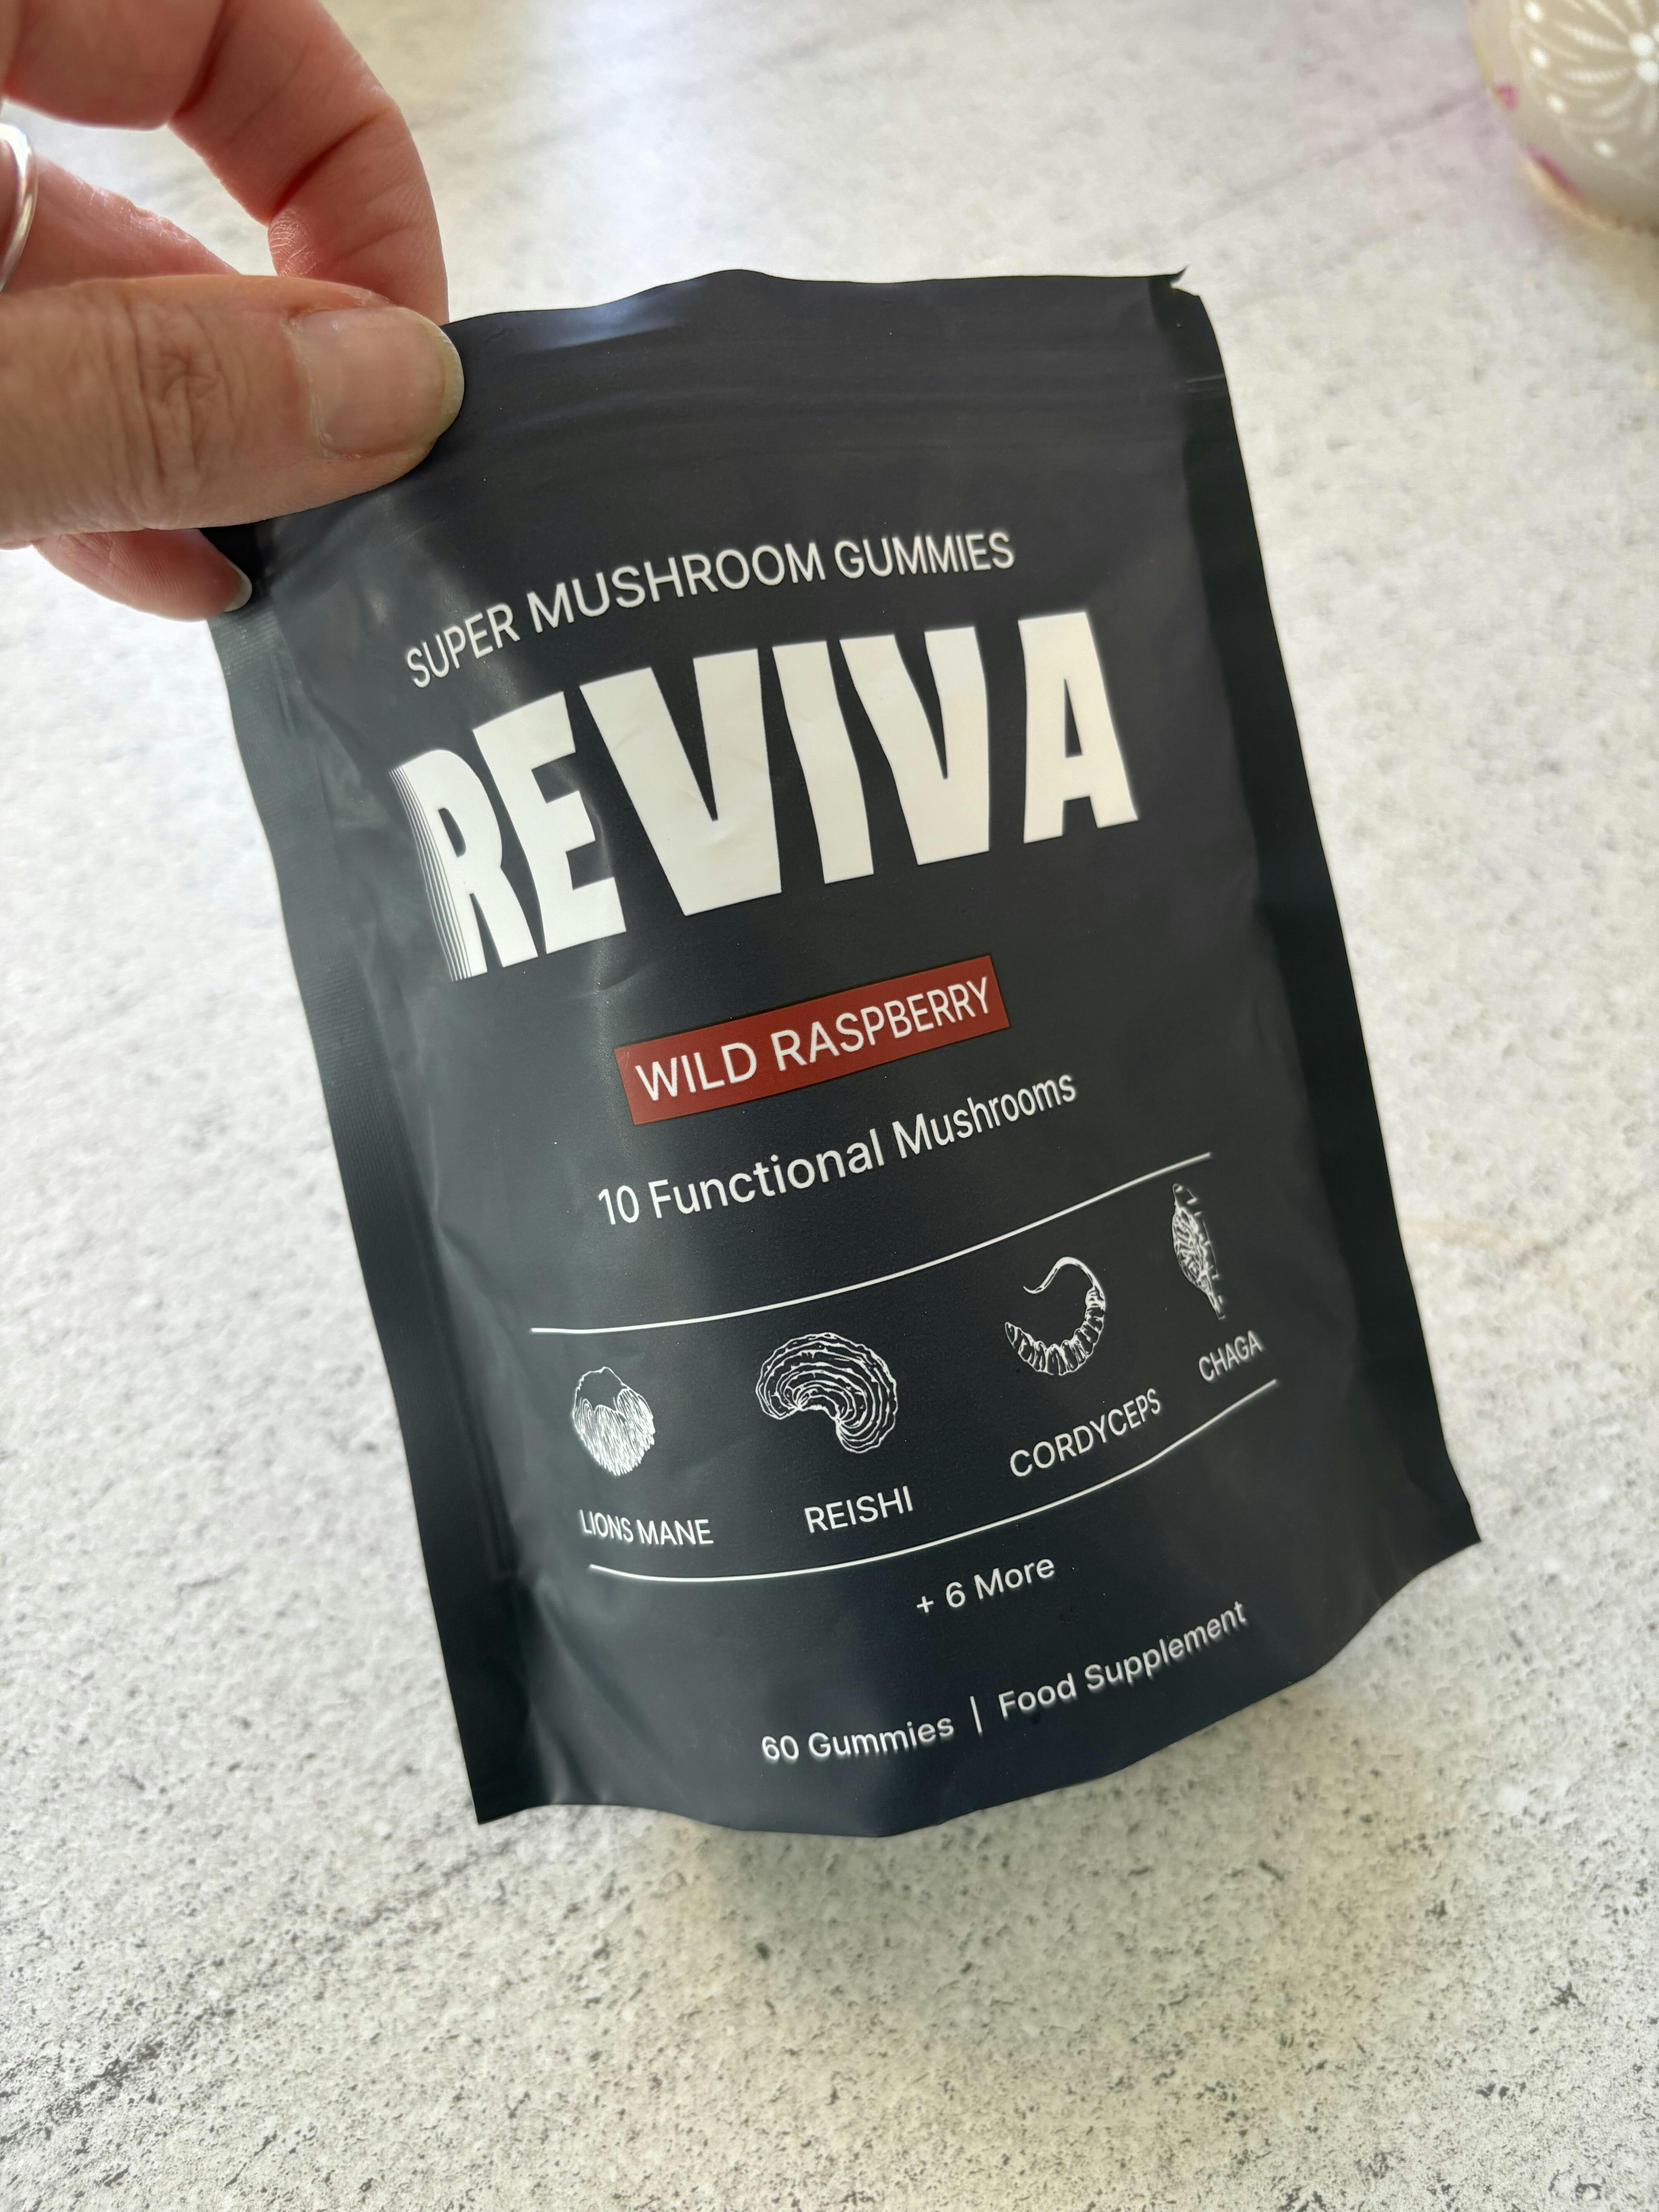 SUPER MUSHROOM GUMMIES
REVIVA
WILD RASPBERRY
10 Functional Mushrooms
LIONS MANE REISHI CORDYCEPS CHAGA
+ 6 More
60 Gummies | Food Supplement